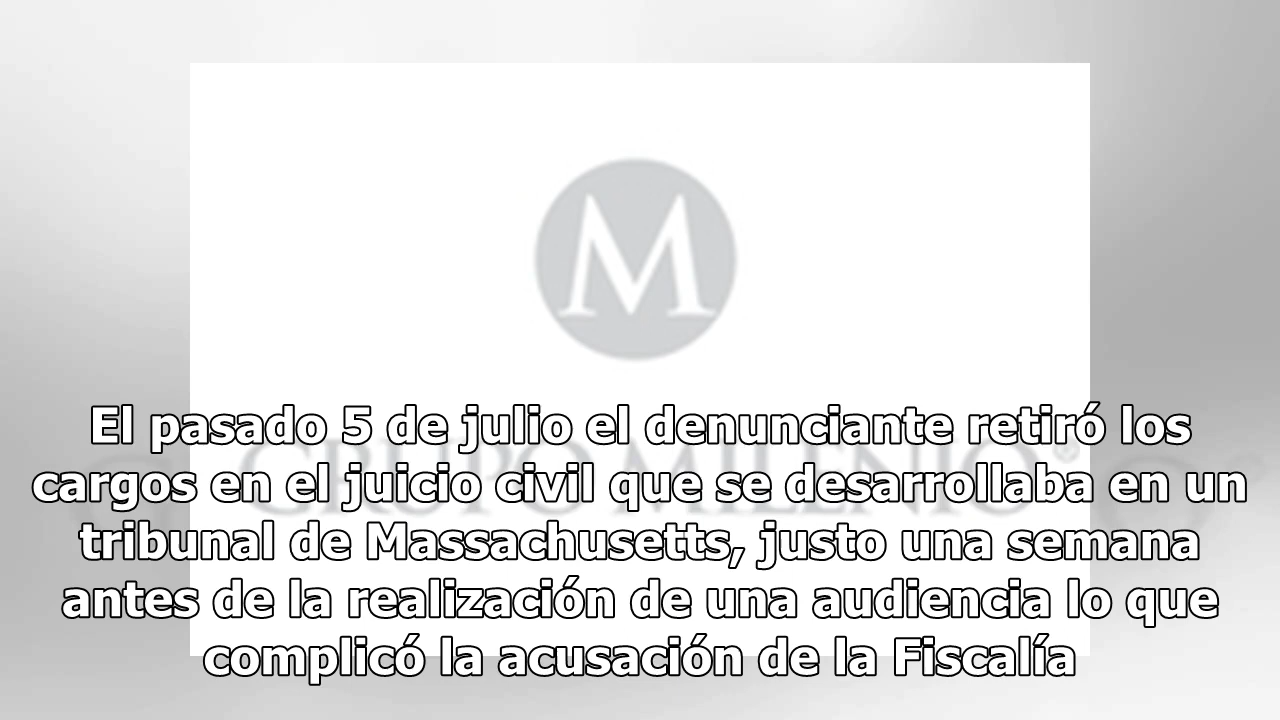 M
El pasado 5 de julio el denunciante retiró los
GRUPO MILENIO®
cargos en el juicio civil que se desarrollaba en un
tribunal de Massachusetts, justo una semana
antes de la realización de una audiencia lo que
complicó la acusación de la Fiscalía